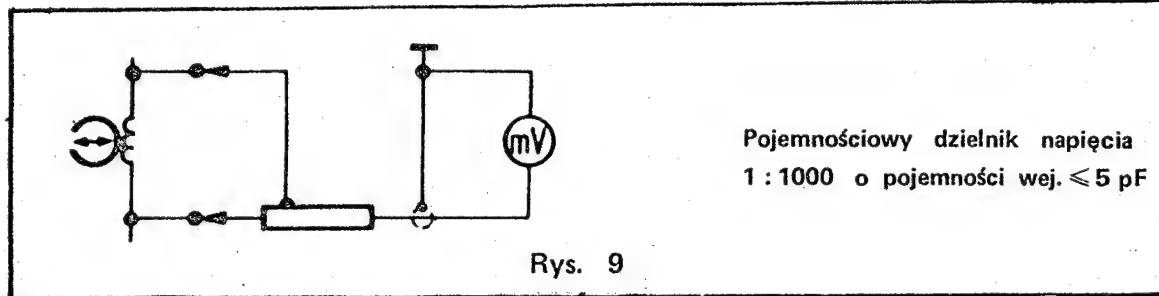 mV
Pojemnościowy dzielnik napięcia
1 : 1000 o pojemności wej. ⩽ 5 pF
Rys. 9